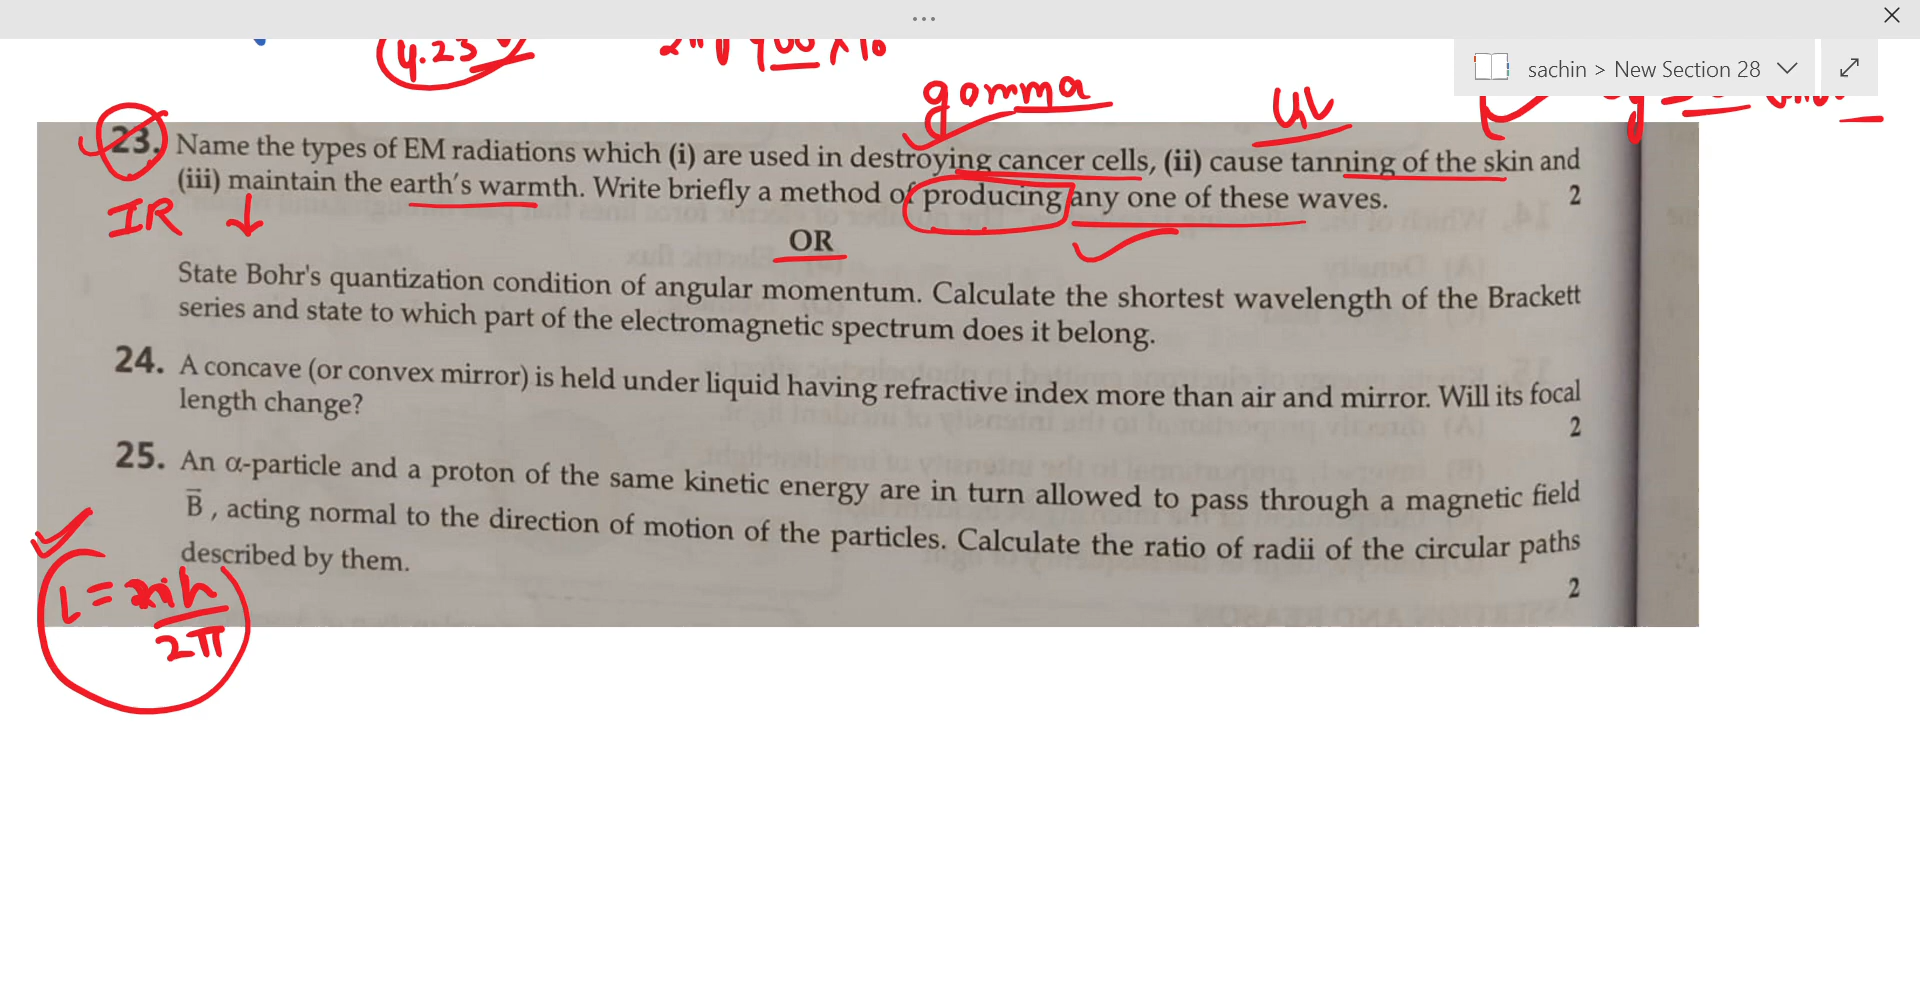 sachin > New Section 28
4.23
gamma
UV
23. Name the types of EM radiations which (i) are used in destroying cancer cells, (ii) cause tanning of the skin and
(iii) maintain the earth's warmth. Write briefly a method of producing any one of these waves.
2
IR ↓
OR
State Bohr's quantization condition of angular momentum. Calculate the shortest wavelength of the Brackett
series and state to which part of the electromagnetic spectrum does it belong.
24. A concave (or convex mirror) is held under liquid having refractive index more than air and mirror. Will its focal
length change?
2
25. An α-particle and a proton of the same kinetic energy are in turn allowed to pass through a magnetic field
B⃗, acting normal to the direction of motion of the particles. Calculate the ratio of radii of the circular paths
described by them.
2
L =
2π